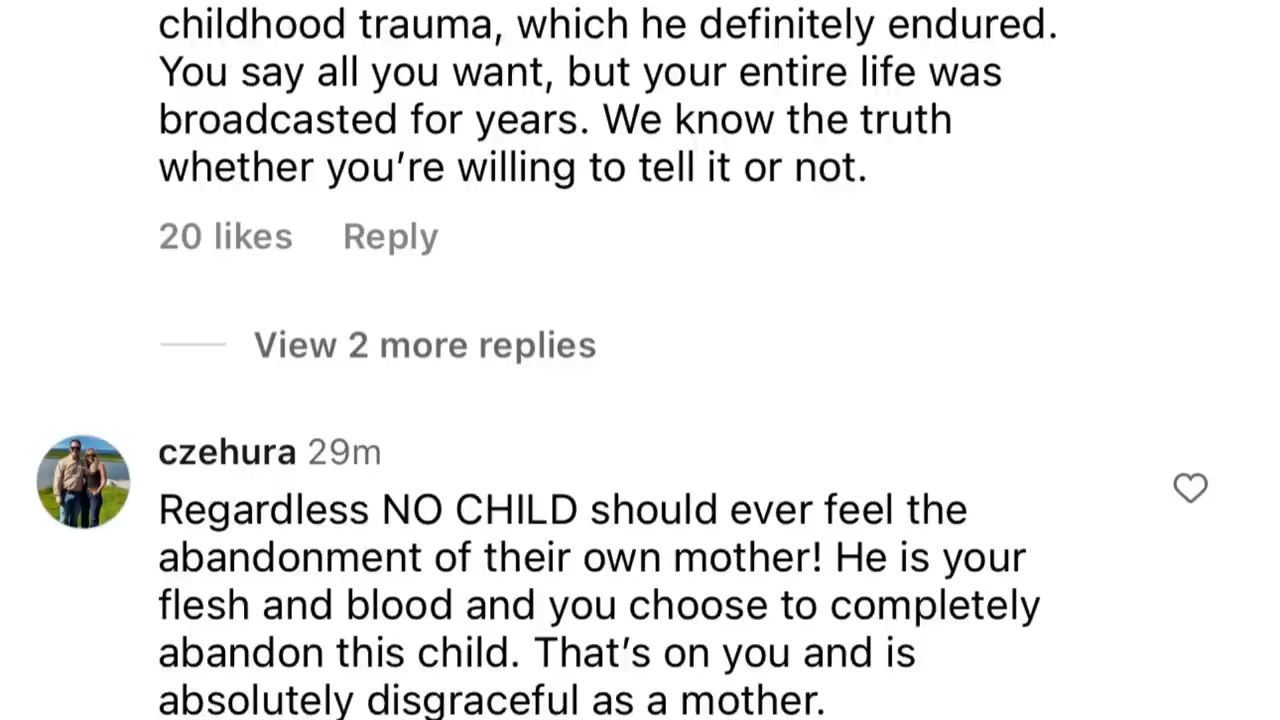 childhood trauma, which he definitely endured.
You say all you want, but your entire life was
broadcasted for years. We know the truth
whether you’re willing to tell it or not.
20 likes Reply
View 2 more replies
czehura 29m
Regardless NO CHILD should ever feel the
abandonment of their own mother! He is your
flesh and blood and you choose to completely
abandon this child. That’s on you and is
absolutely disgraceful as a mother.